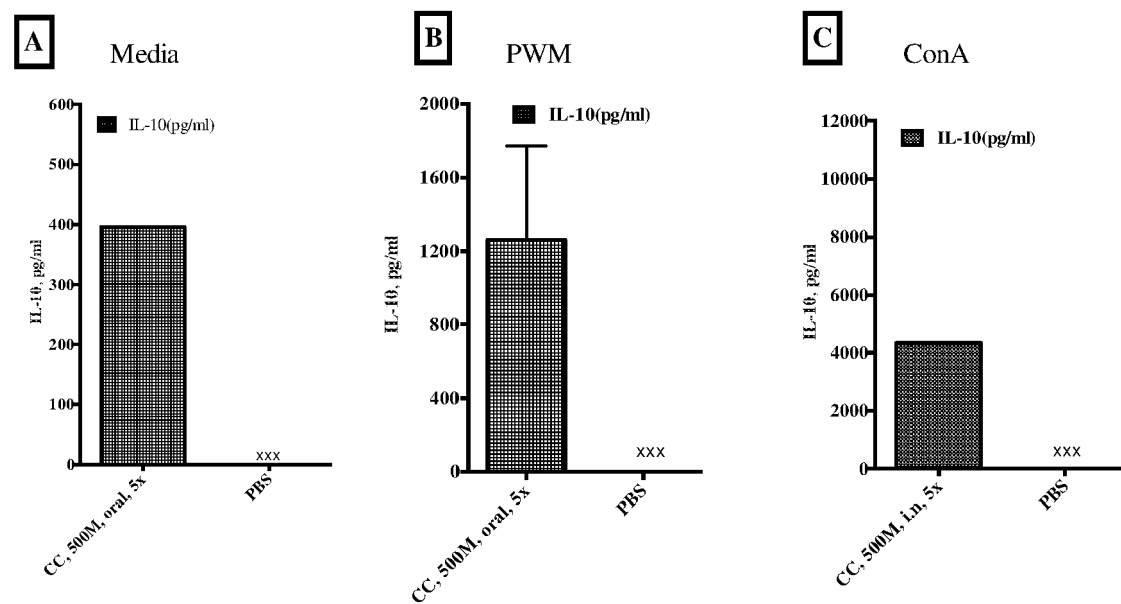 A
Media
IL-10(pg/ml)
600
500
400
300
200
100
0
IL-10, pg/ml
xxx
CC, 500M, oral, 5x
PBS
B
PWM
IL-10(pg/ml)
2000
1600
1200
800
400
0
IL-10, pg/ml
xxx
CC, 500M, oral, 5x
PBS
C
ConA
IL-10(pg/ml)
12000
10000
8000
6000
4000
2000
0
IL-10, pg/ml
xxx
CC, 500M, i.n, 5x
PBS